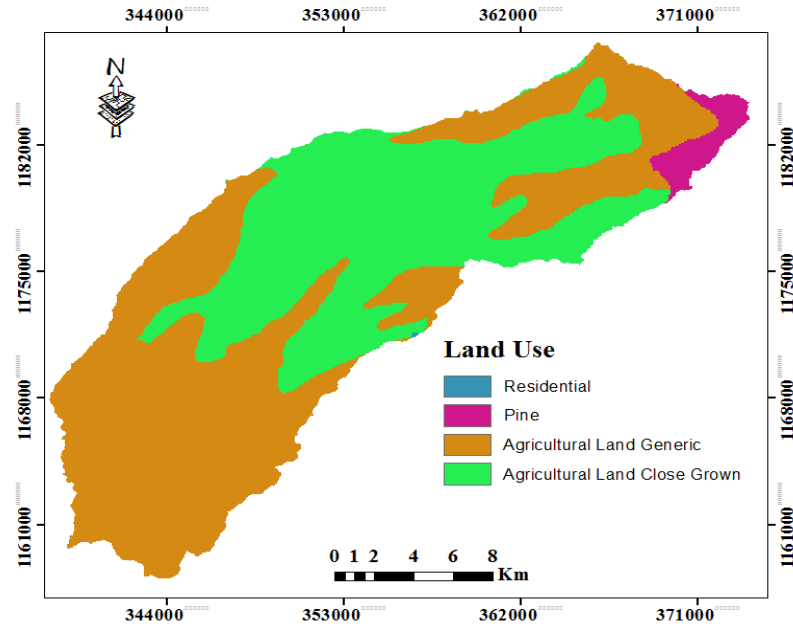 344000 353000 362000 371000
N
1182000 1182000
1175000 1175000
Land Use
Residential
1168000 1168000
Pine
Agricultural Land Generic
Agricultural Land Close Grown
1161000 1161000
0 1 2 4 6 8
Km
344000 353000 362000 371000